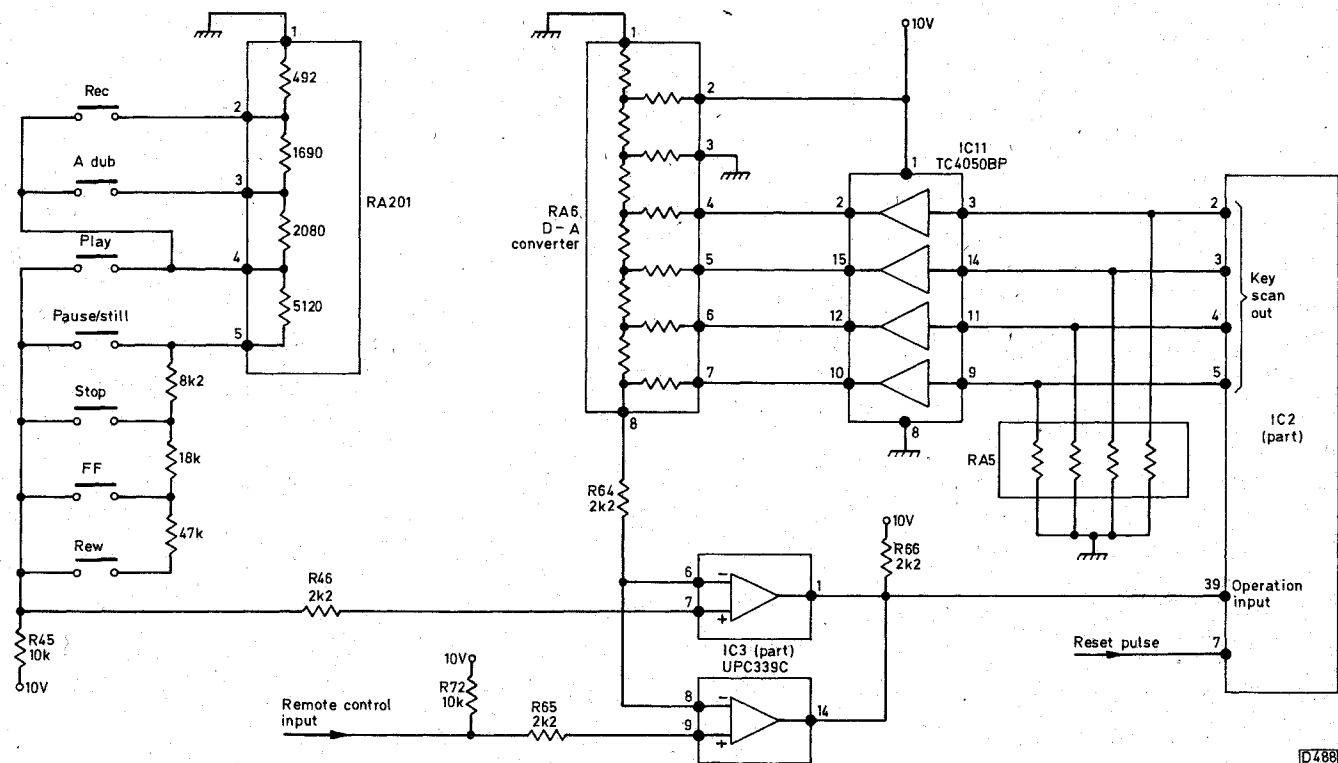 1
492
Rec
2
1690
A dub
3
RA201
2080
Play
4
5120
Pause/still
5
8k2
Stop
18k
FF
47k
Rew
R46
2k2
R45
10k
10V
1
2
3
RA6
D-A
converter
4
5
6
7
8
R64
2k2
10V
IC11
TC4050BP
1
2
3
15
14
12
11
10
9
8
2
3
4
5
Key
scan
out
IC2
(part)
RA5
10V
R66
2k2
6
7
-
+
1
IC3 (part)
UPC339C
8
9
-
+
14
39
Operation
input
Reset pulse
7
10V
R72
10k
Remote control
input
R65
2k2
D488